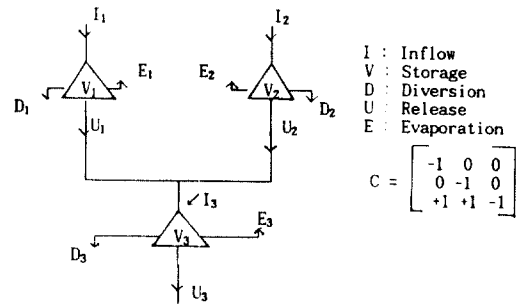 I₁
I₂
E₁
E₂
V₁
V₂
D₁
D₂
U₁
U₂
I₃
V₃
E₃
D₃
U₃
I : Inflow
V : Storage
D : Diversion
U : Release
E : Evaporation
C =
-1 0 0
0 -1 0
+1 +1 -1